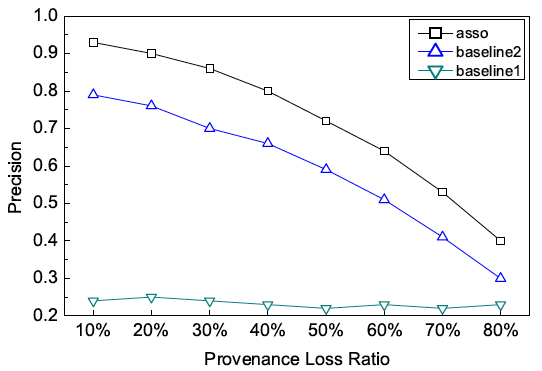 1.0
0.9
0.8
0.7
0.6
0.5
0.4
0.3
0.2
Precision
asso
baseline2
baseline1
10% 20% 30% 40% 50% 60% 70% 80%
Provenance Loss Ratio